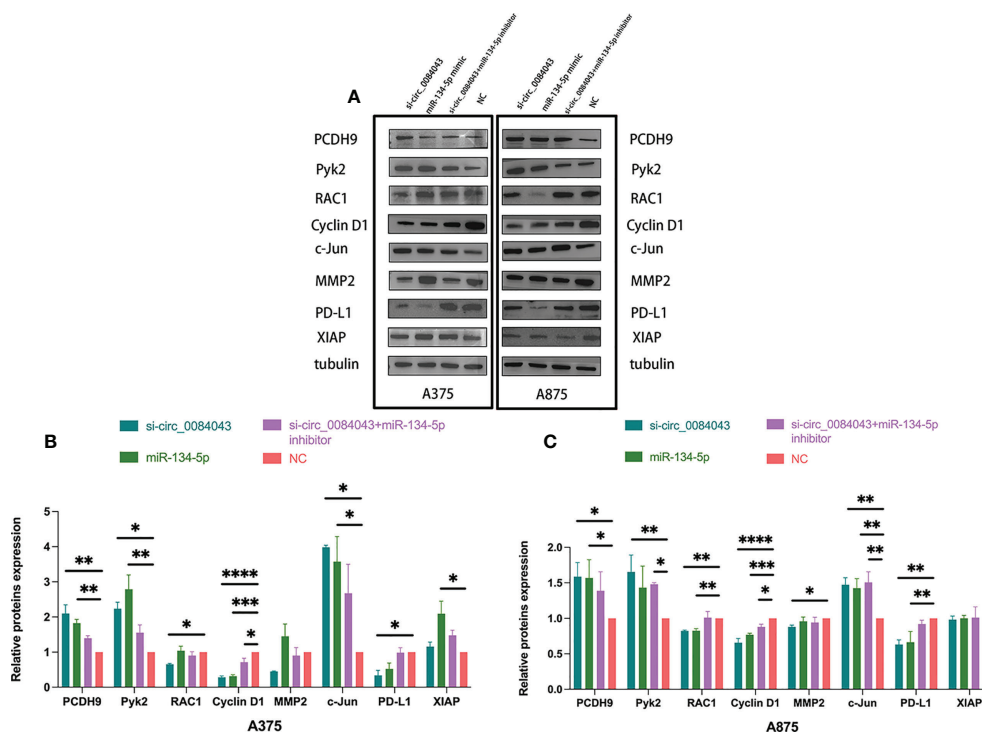 A
si-circ_0084043
miR-134-5p mimic
si-circ_0084043+miR-134-5p inhibitor
NC
si-circ_0084043
miR-134-5p mimic
si-circ_0084043+miR-134-5p inhibitor
NC
PCDH9
PCDH9
Pyk2
Pyk2
RAC1
RAC1
Cyclin D1
Cyclin D1
c-Jun
c-Jun
MMP2
MMP2
PD-L1
PD-L1
XIAP
XIAP
tubulin
tubulin
A375
A875
B
si-circ_0084043
si-circ_0084043+miR-134-5p
inhibitor
miR-134-5p
NC
Relative proteins expression
4
3
2
1
0
** **
* **
*
**** *** *
* *
*
*
PCDH9 Pyk2 RAC1 Cyclin D1 MMP2 c-Jun PD-L1 XIAP
A375
C
si-circ_0084043
si-circ_0084043+miR-134-5p
inhibitor
miR-134-5p
NC
Relative proteins expression
2.0
1.5
1.0
0.5
0.0
* *
** *
** **
**** *** *
*
** ** **
** **
PCDH9 Pyk2 RAC1 Cyclin D1 MMP2 c-Jun PD-L1 XIAP
A875